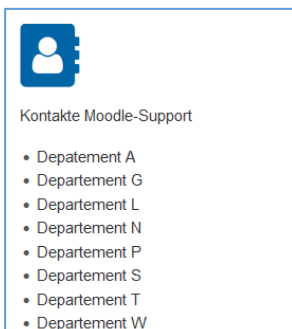 Kontakte Moodle-Support
• Depatement A
• Departement G
• Departement L
• Departement N
• Departement P
• Departement S
• Departement T
• Departement W